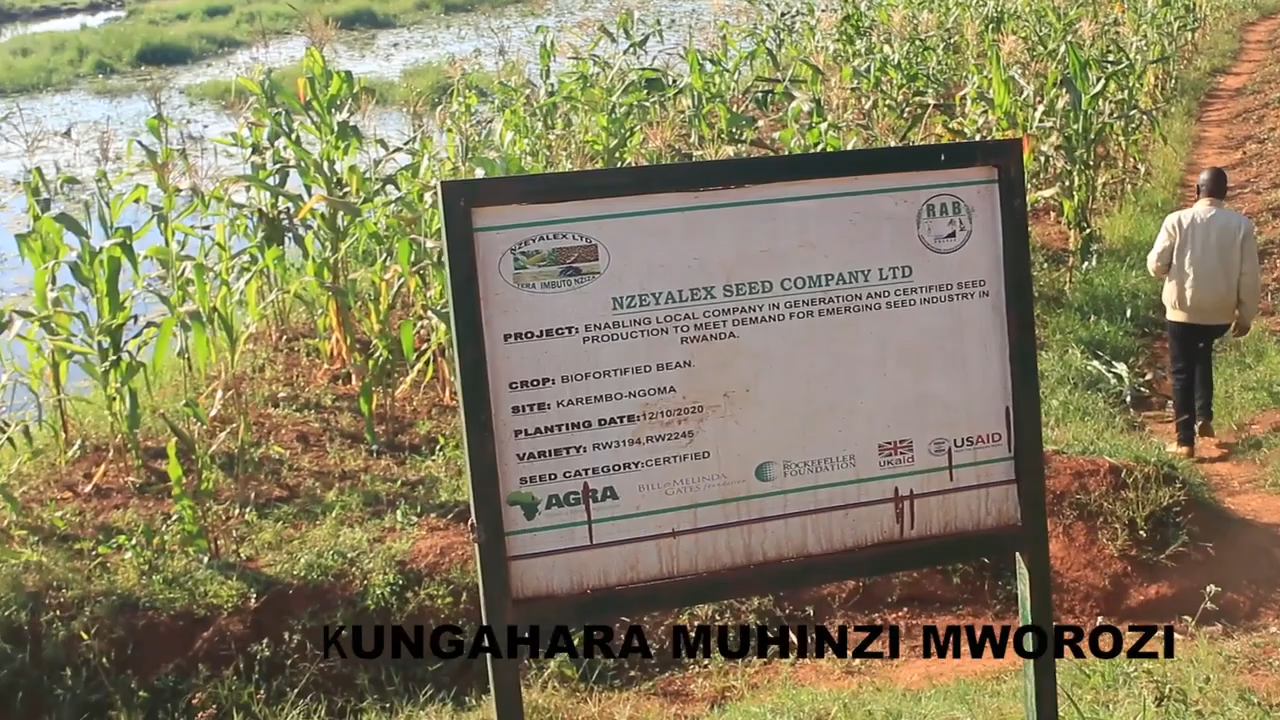 NZEYALEX LTD
TERA IMBUTO NZIZA
RAB
NZEYALEX SEED COMPANY LTD
PROJECT: ENABLING LOCAL COMPANY IN GENERATION AND CERTIFIED SEED
PRODUCTION TO MEET DEMAND FOR EMERGING SEED INDUSTRY IN
RWANDA.
CROP: BIOFORTIFIED BEAN.
SITE: KAREMBO-NGOMA
PLANTING DATE:12/10/2020
VARIETY: RW3194,RW2245
SEED CATEGORY:CERTIFIED
AGRA
BILL & MELINDA
GATES foundation
The
ROCKEFELLER
FOUNDATION
UKaid
USAID
KUNGAHARA MUHINZI MWOROZI